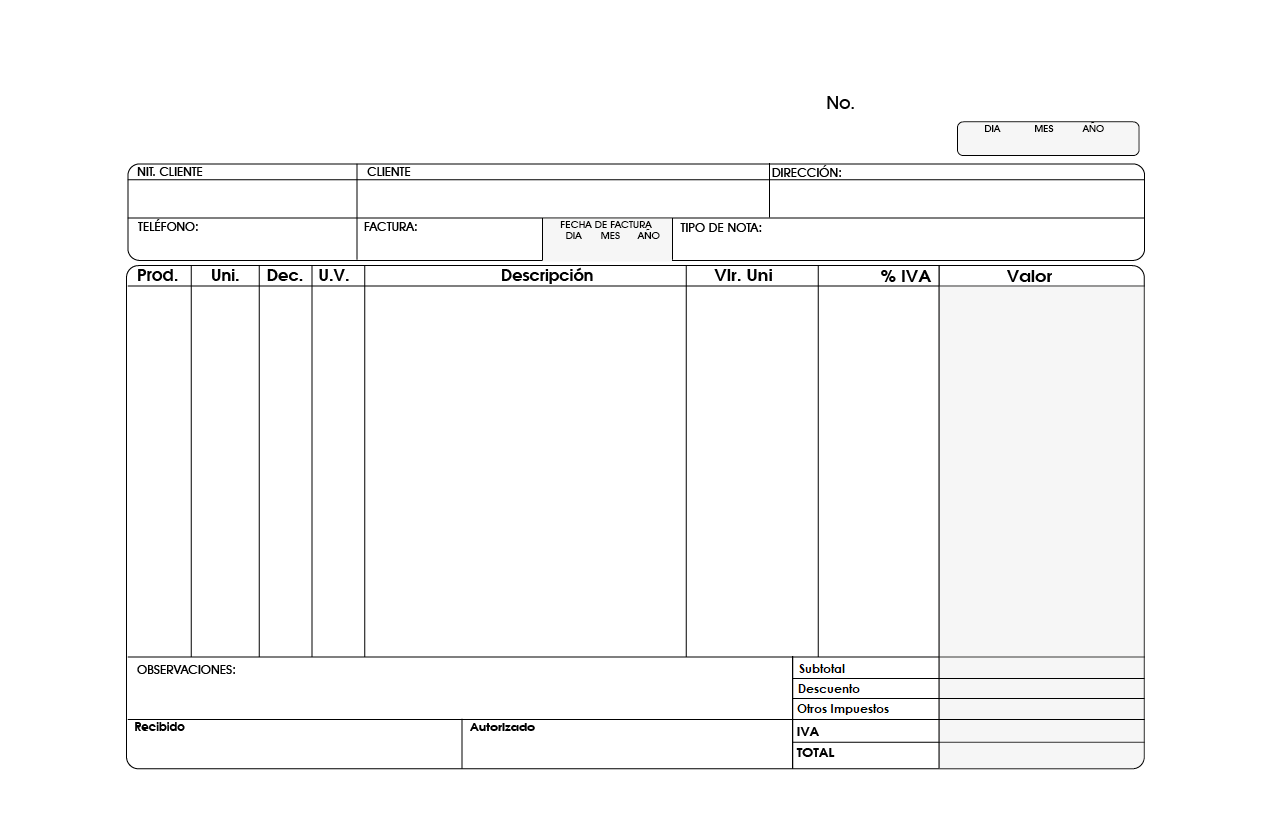 No.
DIA MES AÑO
NIT. CLIENTE CLIENTE DIRECCIÓN:
TELÉFONO: FACTURA: FECHA DE FACTURA TIPO DE NOTA:
DIA MES AÑO
Prod. Uni. Dec. U.V. Descripción Vlr. Uni % IVA Valor
OBSERVACIONES: Subtotal
Descuento
Otros Impuestos
Recibido Autorizado IVA
TOTAL